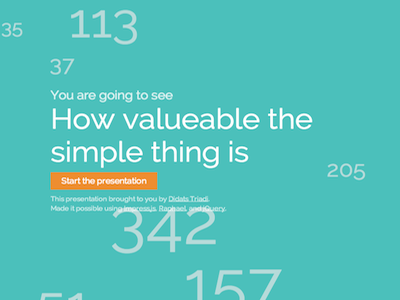 113
35
37
You are going to see
How valueable the
simple thing is
205
Start the presentation
This presentation brought to you by Didats Triadi.
Made it possible using Impress.js, Raphael, and jQuery.
342
157
51